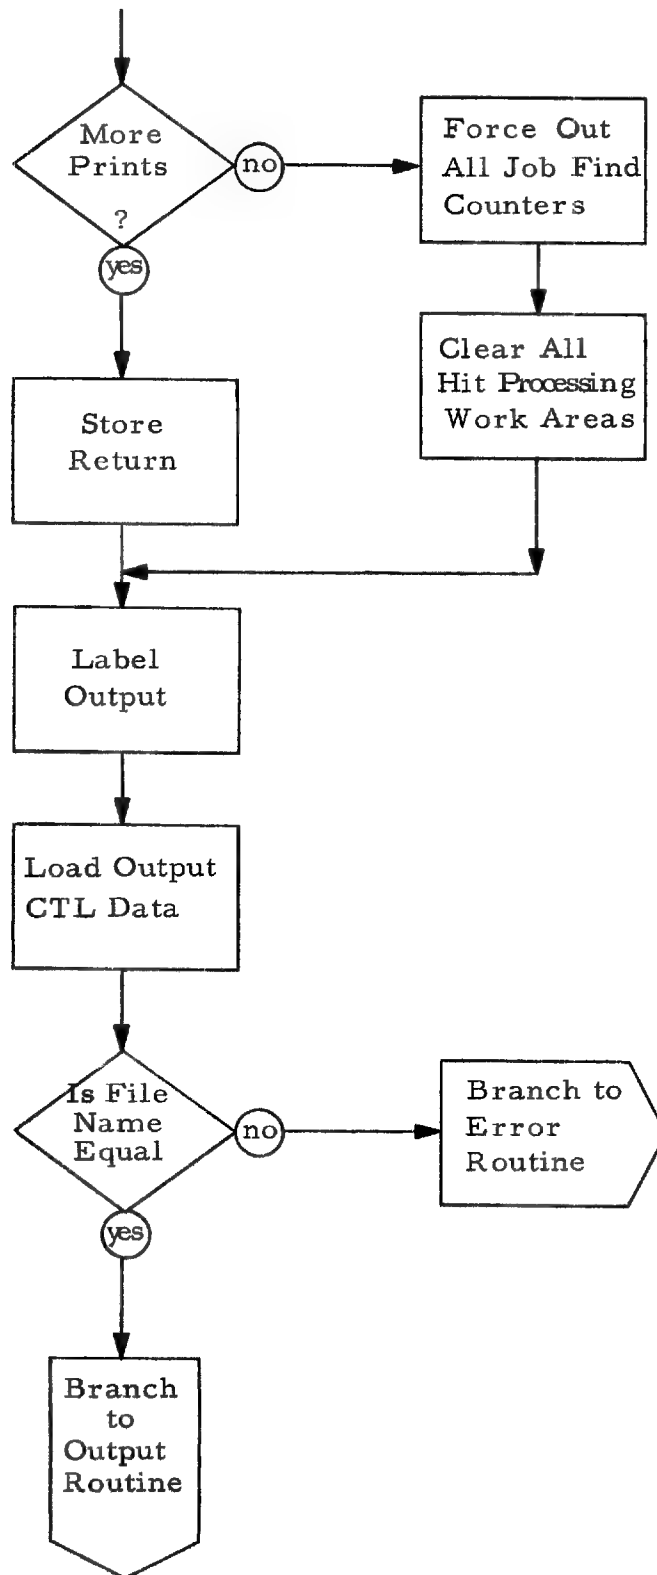 More
Prints
?
no
yes
Force Out
All Job Find
Counters
Clear All
Hit Processing
Work Areas
Store
Return
Label
Output
Load Output
CTL Data
Is File
Name
Equal
no
yes
Branch to
Error
Routine
Branch
to
Output
Routine